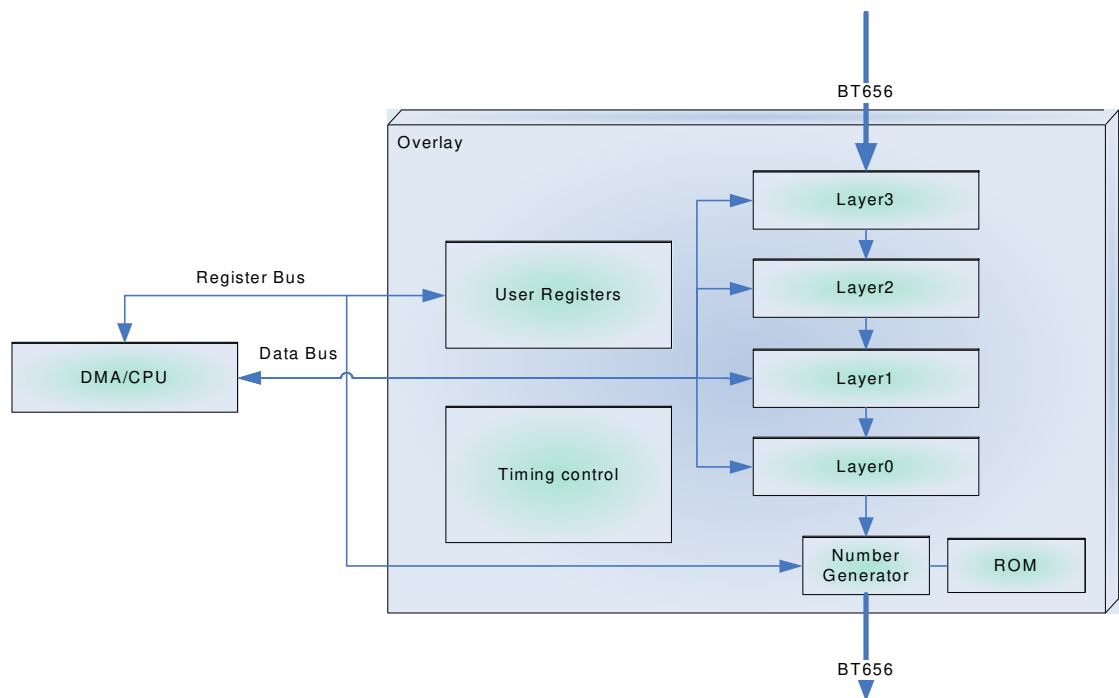 BT656
Overlay
Layer3
Register Bus
User Registers
Layer2
Data Bus
DMA/CPU
Layer1
Timing control
Layer0
Number
Generator
ROM
BT656